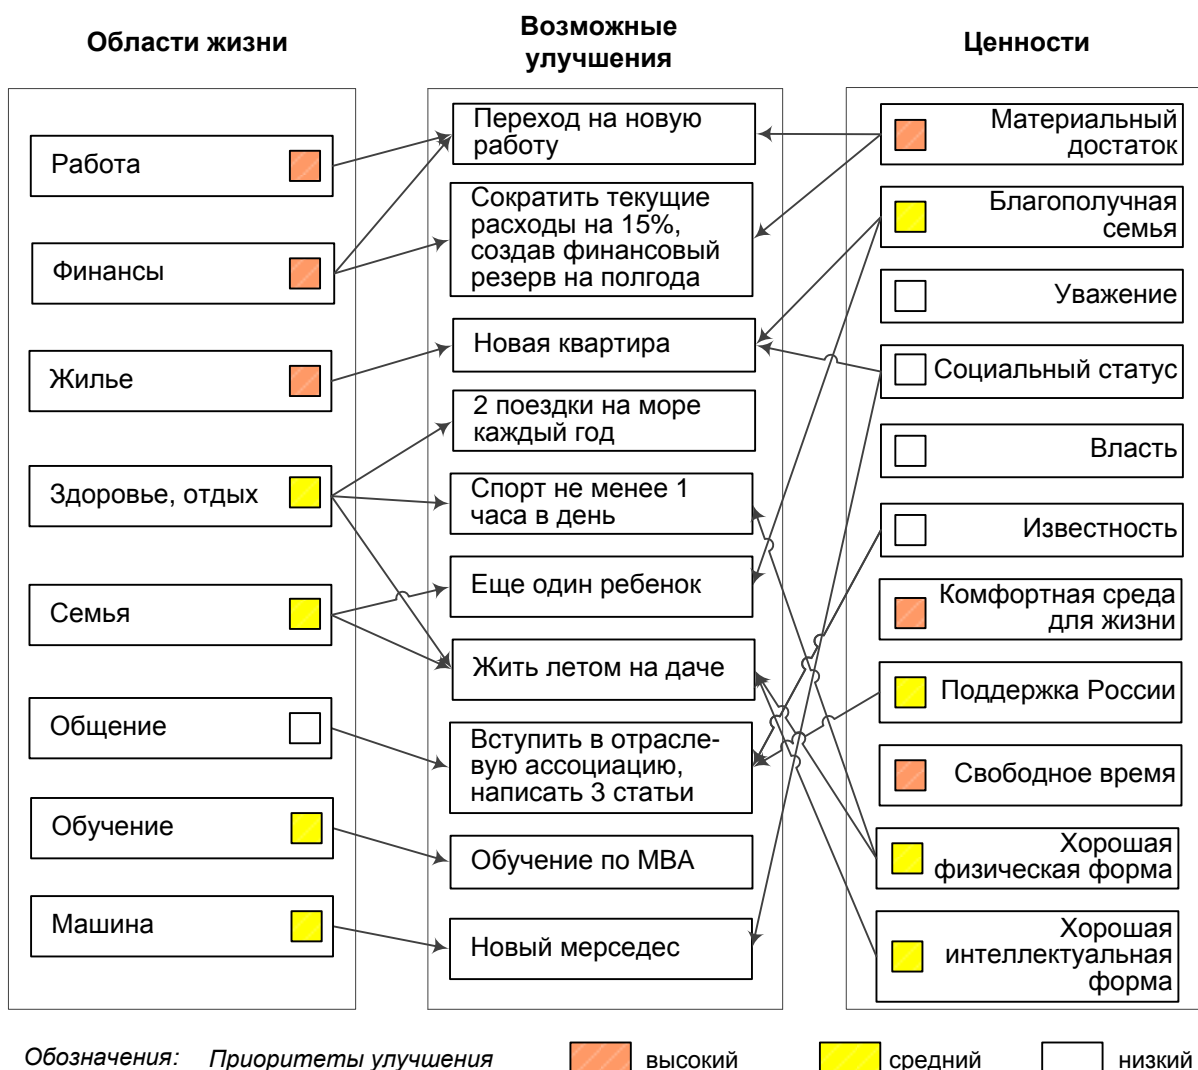 Области жизни
Возможные
улучшения
Ценности
Работа
Финансы
Жилье
Здоровье, отдых
Семья
Общение
Обучение
Машина
Переход на новую
работу
Сократить текущие
расходы на 15%,
создав финансовый
резерв на полгода
Новая квартира
2 поездки на море
каждый год
Спорт не менее 1
часа в день
Еще один ребенок
Жить летом на даче
Вступить в отрасле-
вую ассоциацию,
написать 3 статьи
Обучение по MBA
Новый мерседес
Материальный
достаток
Благополучная
семья
Уважение
Социальный статус
Власть
Известность
Комфортная среда
для жизни
Поддержка России
Свободное время
Хорошая
физическая форма
Хорошая
интеллектуальная
форма
Обозначения: Приоритеты улучшения высокий средний низкий